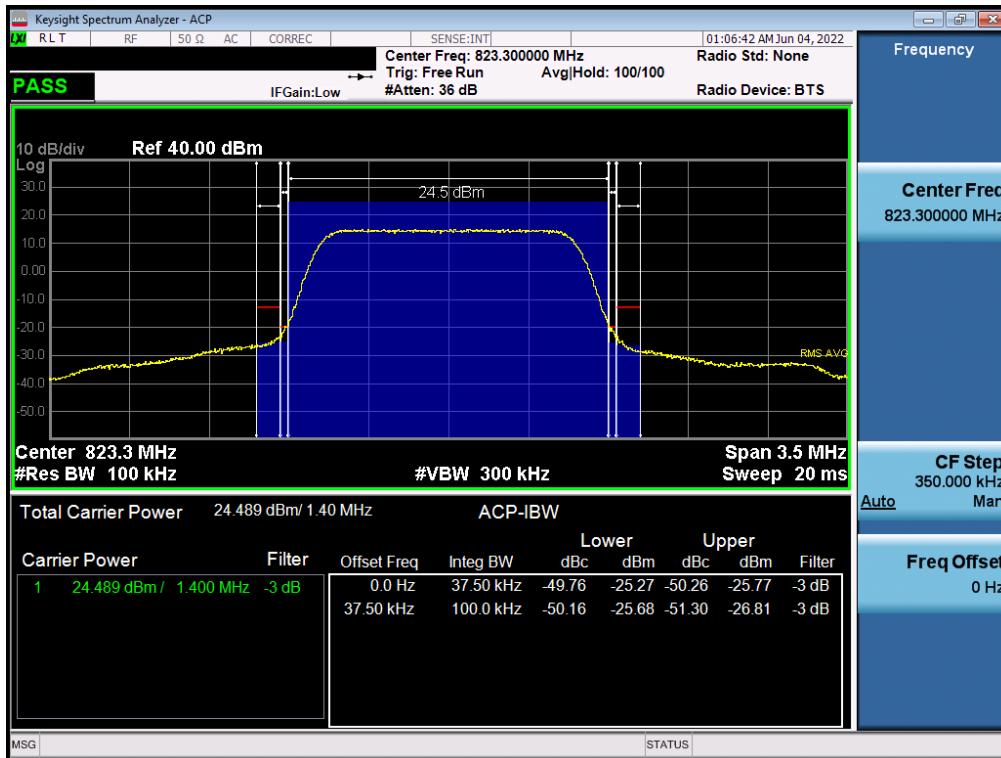 Keysight Spectrum Analyzer - ACP
LXI RLT RF 50 Ω AC CORREC SENSE:INT 01:06:42 AM Jun 04, 2022
Center Freq: 823.300000 MHz Radio Std: None
Trig: Free Run Avg|Hold: 100/100
PASS IFGain:Low #Atten: 36 dB Radio Device: BTS
10 dB/div Ref 40.00 dBm
Log
30.0
24.5 dBm
20.0
10.0
0.00
-10.0
-20.0
-30.0
RMS AVG
-40.0
-50.0
Center 823.3 MHz Span 3.5 MHz
#Res BW 100 kHz #VBW 300 kHz Sweep 20 ms
Total Carrier Power 24.489 dBm/ 1.40 MHz ACP-IBW
Lower Upper
Carrier Power Filter Offset Freq Integ BW dBc dBm dBc dBm Filter
1 24.489 dBm / 1.400 MHz -3 dB 0.0 Hz 37.50 kHz -49.76 -25.27 -50.26 -25.77 -3 dB
37.50 kHz 100.0 kHz -50.16 -25.68 -51.30 -26.81 -3 dB
Frequency
Center Freq
823.300000 MHz
CF Step
350.000 kHz
Auto Man
Freq Offset
0 Hz
MSG STATUS